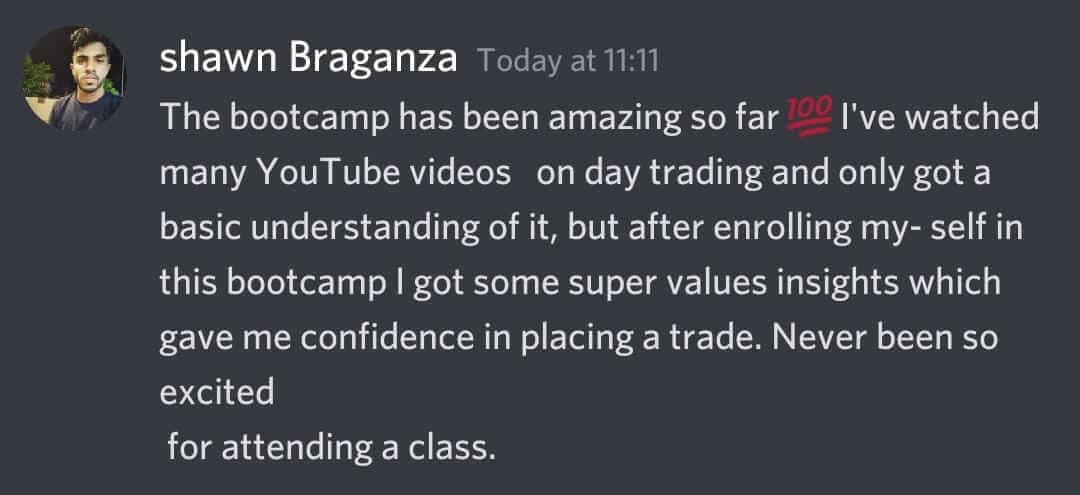 shawn Braganza Today at 11:11
The bootcamp has been amazing so far 💯 I've watched
many YouTube videos on day trading and only got a
basic understanding of it, but after enrolling my- self in
this bootcamp I got some super values insights which
gave me confidence in placing a trade. Never been so
excited
for attending a class.